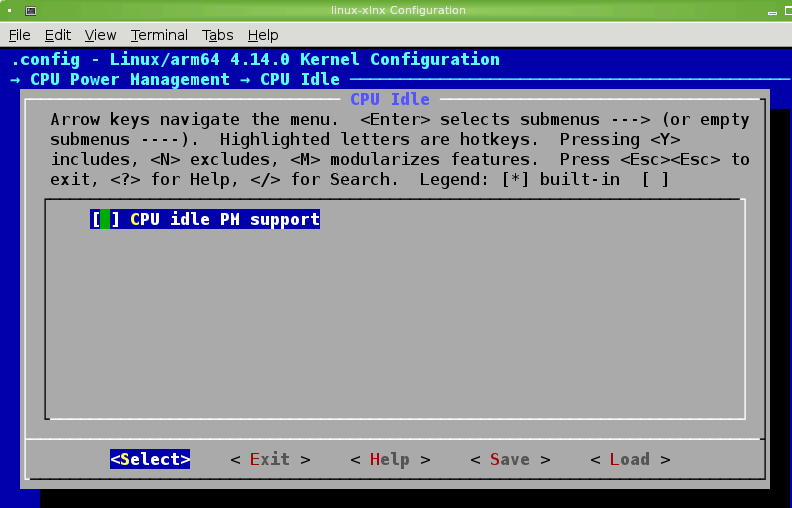 linux-xlnx Configuration
File Edit View Terminal Tabs Help
.config - Linux/arm64 4.14.0 Kernel Configuration
→ CPU Power Management → CPU Idle
CPU Idle
Arrow keys navigate the menu.  <Enter> selects submenus ---> (or empty
submenus ----).  Highlighted letters are hotkeys.  Pressing <Y>
includes, <N> excludes, <M> modularizes features.  Press <Esc><Esc> to
exit, <?> for Help, </> for Search.  Legend: [*] built-in  [ ]
[ ] CPU idle PH support
<Select>    < Exit >    < Help >    < Save >    < Load >